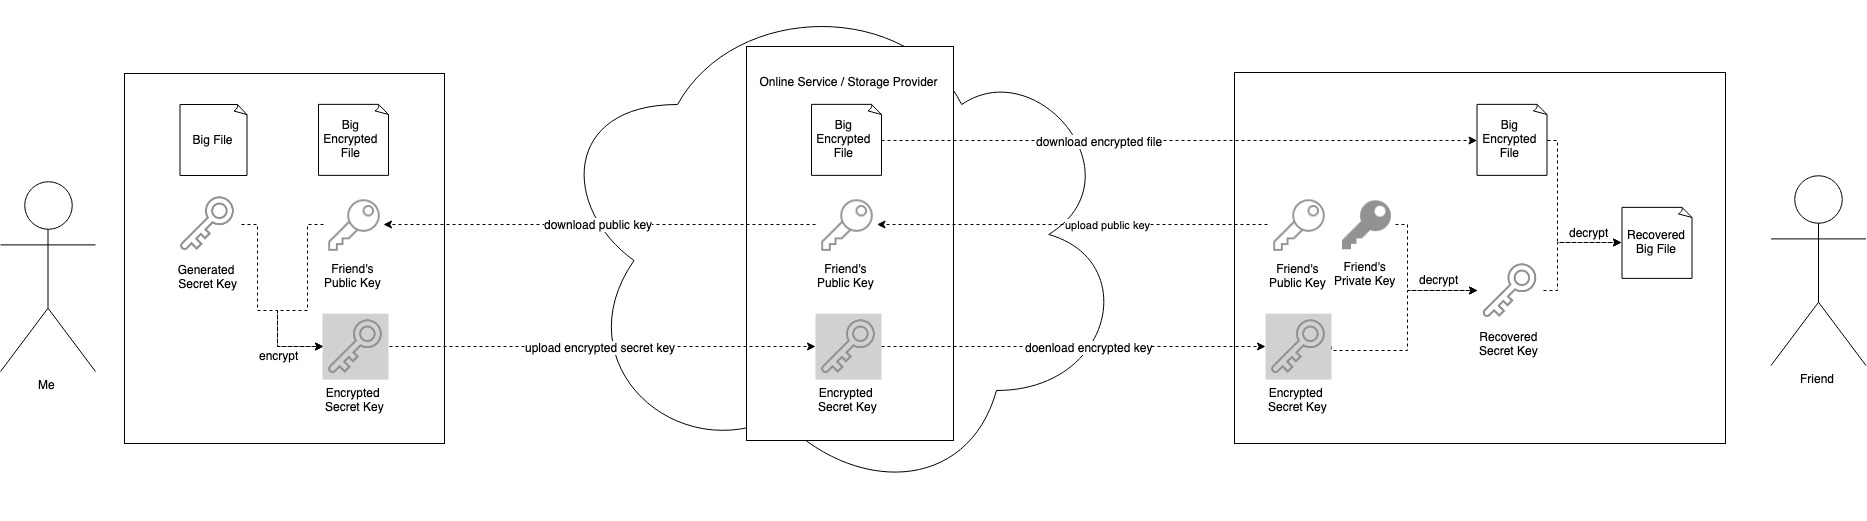 Online Service / Storage Provider
Big File
Big
Encrypted
File
Big
Encrypted
File
download encrypted file
Big
Encrypted
File
download public key
upload public key
decrypt
Recovered
Big File
Generated
Secret Key
Friend's
Public Key
Friend's
Public Key
Friend's
Public Key
Friend's
Private Key
decrypt
Recovered
Secret Key
encrypt
upload encrypted secret key
doenload encrypted key
Encrypted
Secret Key
Encrypted
Secret Key
Encrypted
Secret Key
Me
Friend